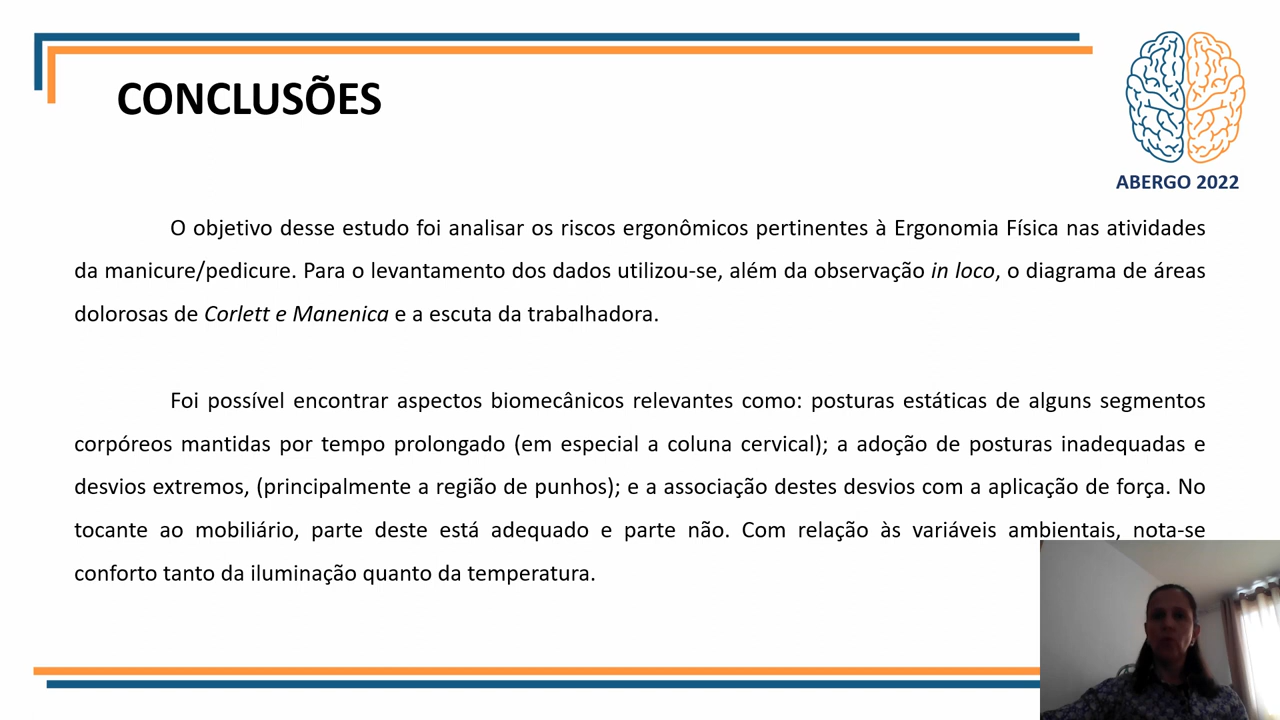 CONCLUSÕES
ABERGO 2022
O objetivo desse estudo foi analisar os riscos ergonômicos pertinentes à Ergonomia Física nas atividades
da manicure/pedicure. Para o levantamento dos dados utilizou-se, além da observação in loco, o diagrama de áreas
dolorosas de Corlett e Manenica e a escuta da trabalhadora.
Foi possível encontrar aspectos biomecânicos relevantes como: posturas estáticas de alguns segmentos
corpóreos mantidas por tempo prolongado (em especial a coluna cervical); a adoção de posturas inadequadas e
desvios extremos, (principalmente a região de punhos); e a associação destes desvios com a aplicação de força. No
tocante ao mobiliário, parte deste está adequado e parte não. Com relação às variáveis ambientais, nota-se
conforto tanto da iluminação quanto da temperatura.